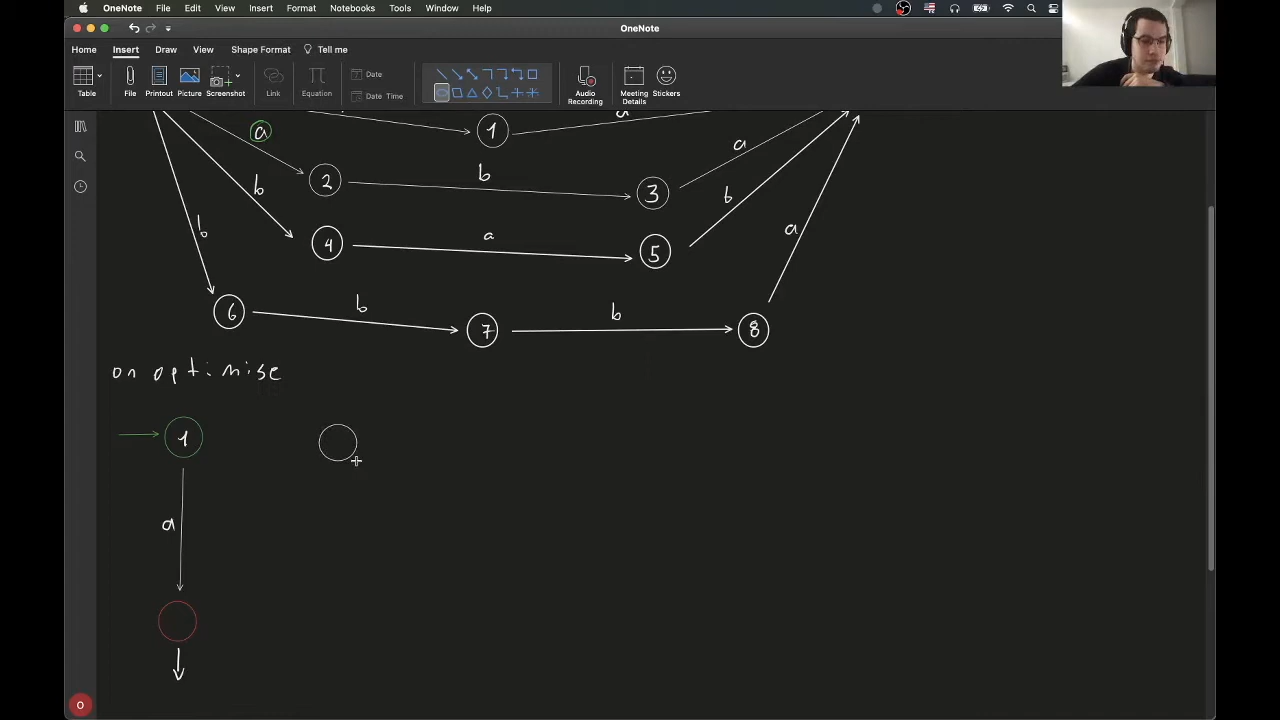 OneNote File Edit View Insert Format Notebooks Tools Window Help
OneNote
Home Insert Draw View Shape Format Tell me
Table File Printout Picture Screenshot Link Equation Date Date Time Audio Recording Meeting Details Stickers
a 1 a
2 b 3 a
b 4 a 5 b
b 6 b 7 b 8 a
on optimise
1
a
O